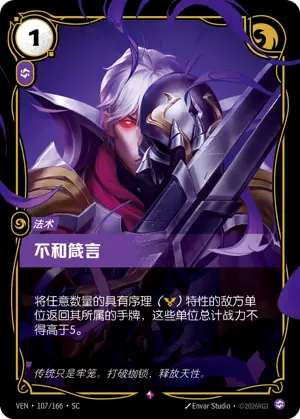 1
法术
不和箴言
将任意数量的具有序理（）特性的敌方单
位返回其所属的手牌，这些单位总计战力不
得高于5。
传统只是牢笼。打破枷锁，释放天性。
VEN • 107/166 • SC
Envar Studio • ©2026RGI